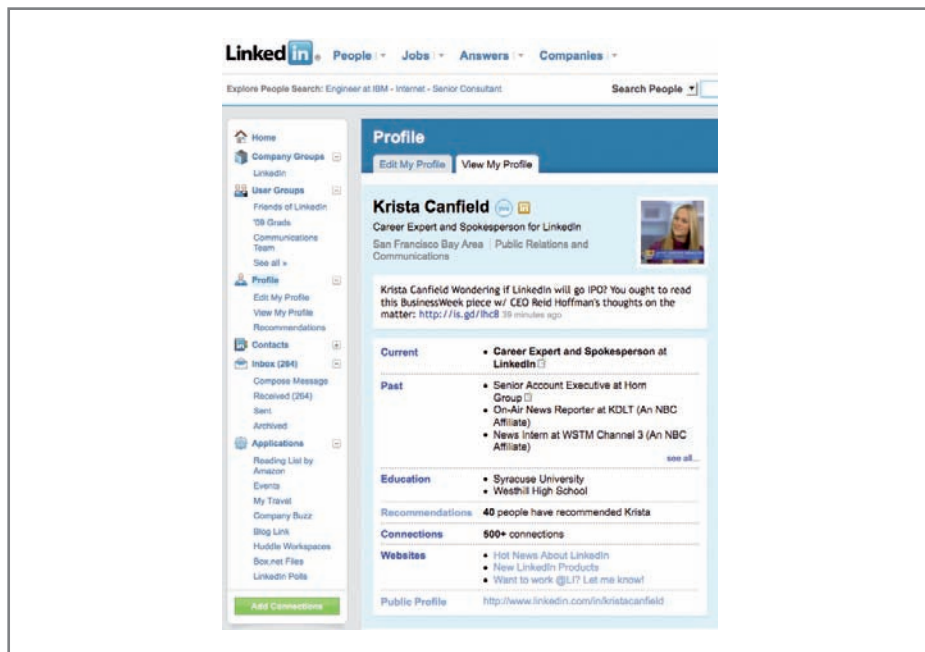 Linked in ® People Jobs Answers Companies
Explore People Search: Engineer at IBM - Internet - Senior Consultant Search People
Home
Company Groups
LinkedIn
User Groups
Friends of LinkedIn
'09 Grads
Communications
Team
See all »
Profile
Edit My Profile
View My Profile
Recommendations
Contacts
Inbox (264)
Compose Message
Received (264)
Sent
Archived
Applications
Reading List by
Amazon
Events
My Travel
Company Buzz
Blog Link
Huddle Workspaces
Box.net Files
LinkedIn Polls
Add Connections
Profile
Edit My Profile View My Profile
Krista Canfield in
Career Expert and Spokesperson for LinkedIn
San Francisco Bay Area | Public Relations and
Communications
Krista Canfield Wondering if LinkedIn will go IPO? You ought to read
this BusinessWeek piece w/ CEO Reid Hoffman's thoughts on the
matter: http://is.gd/lhc8 39 minutes ago
Current • Career Expert and Spokesperson at
LinkedIn
Past • Senior Account Executive at Horn
Group
• On-Air News Reporter at KDLT (An NBC
Affiliate)
• News Intern at WSTM Channel 3 (An NBC
Affiliate)
see all...
Education • Syracuse University
• Westhill High School
Recommendations 40 people have recommended Krista
Connections 500+ connections
Websites • Hot News About LinkedIn
• New LinkedIn Products
• Want to work @LI? Let me know!
Public Profile http://www.linkedin.com/in/kristacanfield